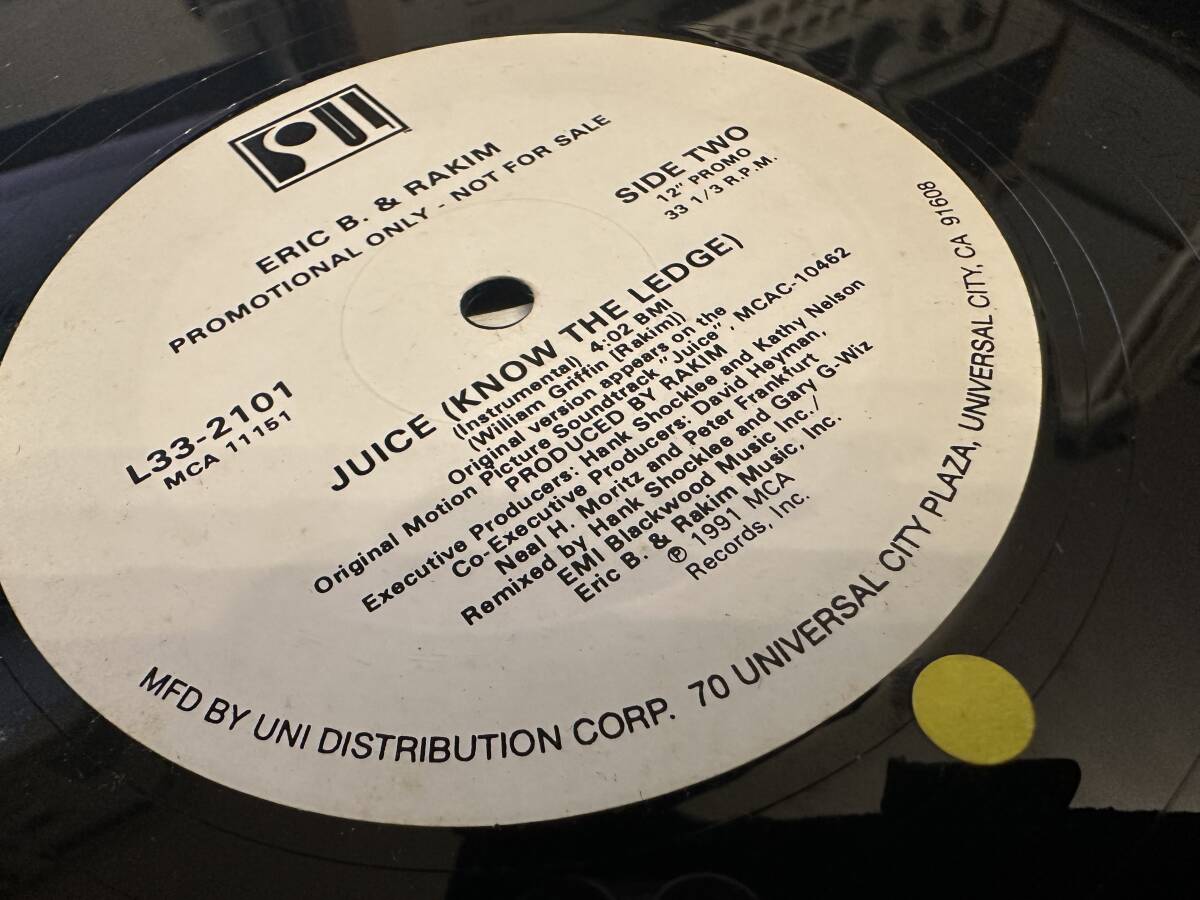 SOUL
ERIC B. & RAKIM
PROMOTIONAL ONLY - NOT FOR SALE
SIDE TWO
12" PROMO
33 1/3 R.P.M.
L33-2101
MCA 11151
JUICE (KNOW THE LEDGE)
(Instrumental) 4:02 BMI
(William Griffin [Rakim])
Original version appears on the
Original Motion Picture Soundtrack "Juice", MCAC-10462
PRODUCED BY RAKIM
Executive Producers: Hank Shocklee and Kathy Nelson
Co-Executive Producers: David Heyman,
Neal H. Moritz and Peter Frankfurt
Remixed by Hank Shocklee and Gary G-Wiz
EMI Blackwood Music Inc./
Eric B. & Rakim Music, Inc.
℗ 1991 MCA
Records, Inc.
MFD BY UNI DISTRIBUTION CORP. 70 UNIVERSAL CITY PLAZA, UNIVERSAL CITY, CA 91608